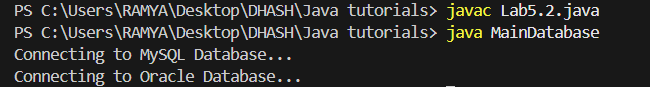 PS C:\Users\RAMYA\Desktop\DHASH\Java tutorials> javac Lab5.2.java
PS C:\Users\RAMYA\Desktop\DHASH\Java tutorials> java MainDatabase
Connecting to MySQL Database...
Connecting to Oracle Database...